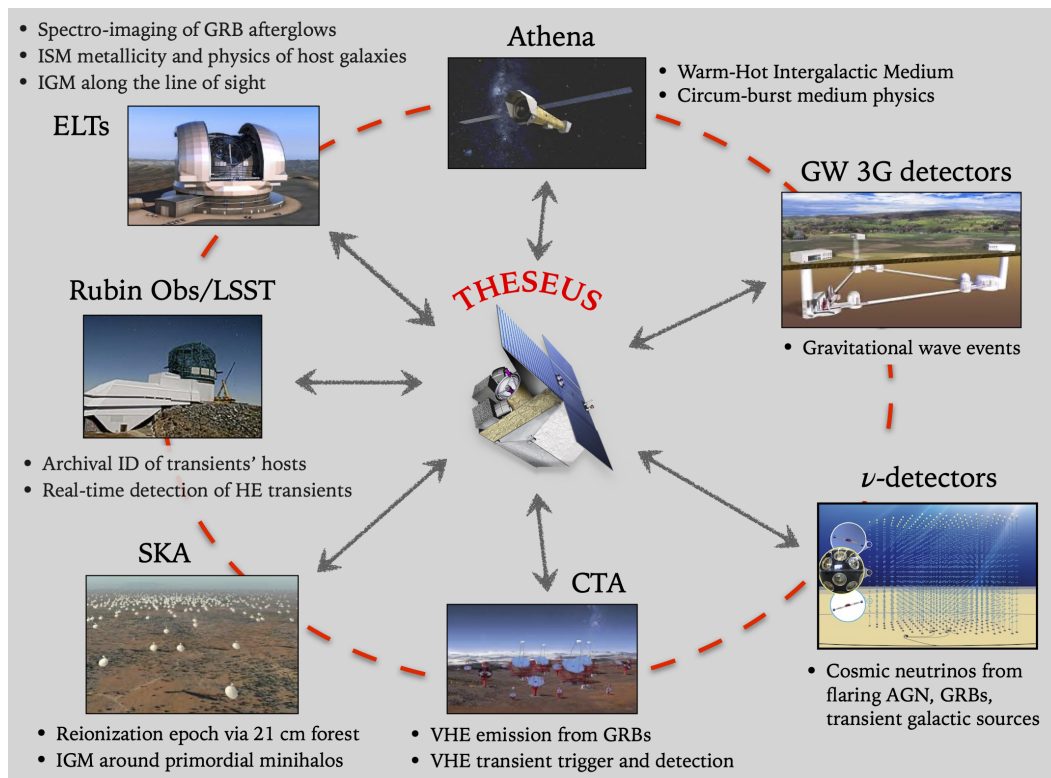 • Spectro-imaging of GRB afterglows
• ISM metallicity and physics of host galaxies
• IGM along the line of sight
ELTs
Athena
• Warm-Hot Intergalactic Medium
• Circum-burst medium physics
GW 3G detectors
• Gravitational wave events
Rubin Obs/LSST
• Archival ID of transients’ hosts
• Real-time detection of HE transients
THESEUS
ν-detectors
• Cosmic neutrinos from
flaring AGN, GRBs,
transient galactic sources
SKA
• Reionization epoch via 21 cm forest
• IGM around primordial minihalos
CTA
• VHE emission from GRBs
• VHE transient trigger and detection